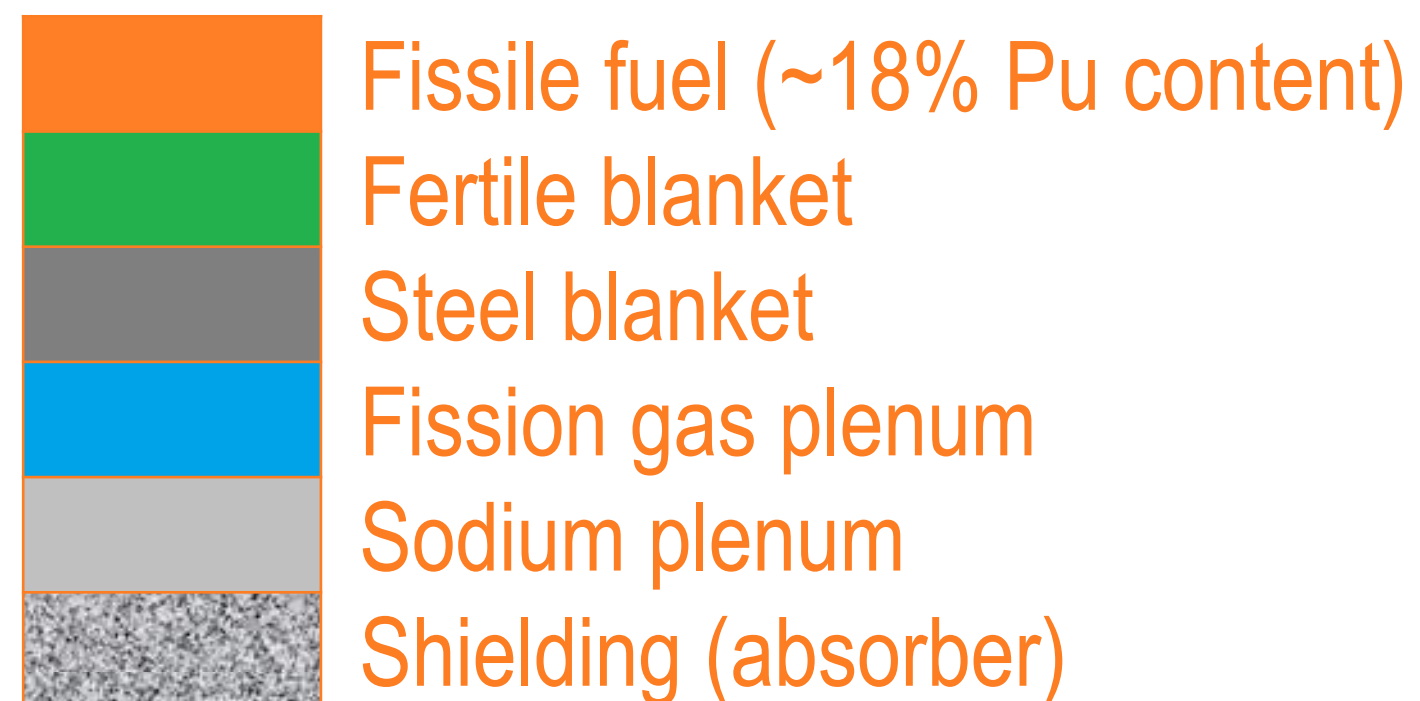 Fissile fuel (~18% Pu content)
Fertile blanket
Steel blanket
Fission gas plenum
Sodium plenum
Shielding (absorber)